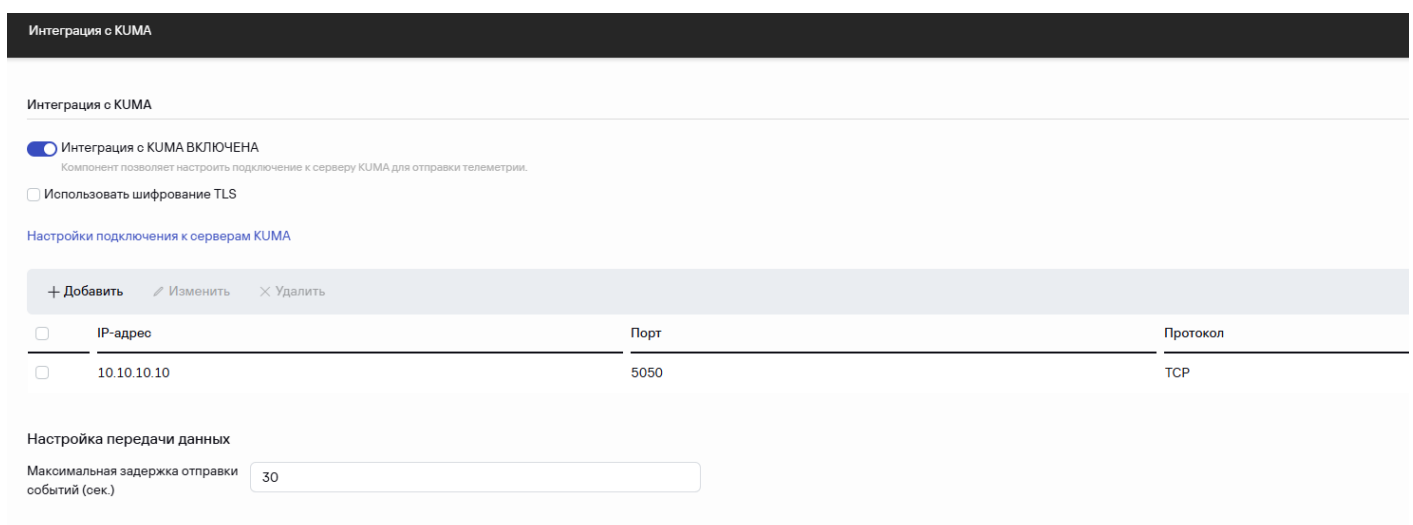 Интеграция с KUMA
Интеграция с KUMA
Интеграция с KUMA ВКЛЮЧЕНА
Компонент позволяет настроить подключение к серверу KUMA для отправки телеметрии.
Использовать шифрование TLS
Настройки подключения к серверам KUMA
+ Добавить Изменить Удалить
IP-адрес Порт Протокол
10.10.10.10 5050 TCP
Настройка передачи данных
Максимальная задержка отправки
событий (сек.)
30